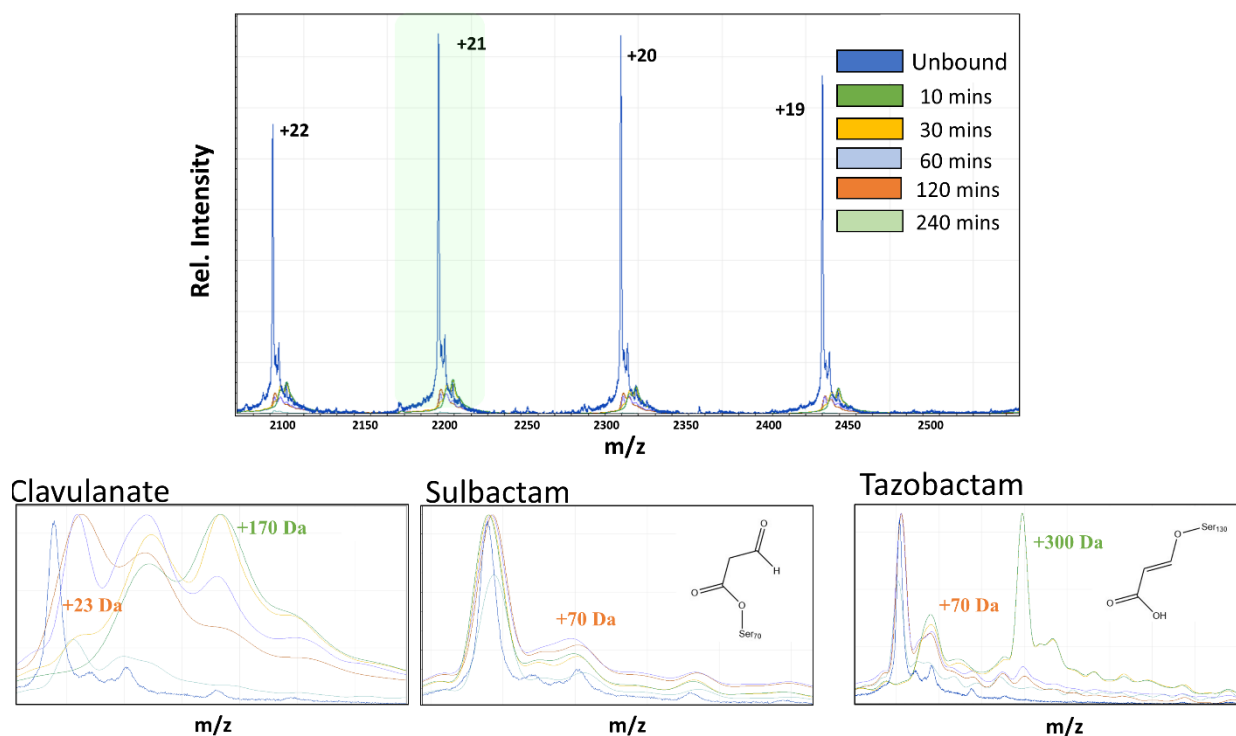 +22
+21
+20
+19
Unbound
10 mins
30 mins
60 mins
120 mins
240 mins
Rel. Intensity
2100 2150 2200 2250 2300 2350 2400 2450 2500
m/z
Clavulanate
+23 Da
+170 Da
m/z
Sulbactam
+70 Da
O
H
O
O
Ser70
m/z
Tazobactam
+70 Da
+300 Da
O
Ser130
O
OH
m/z